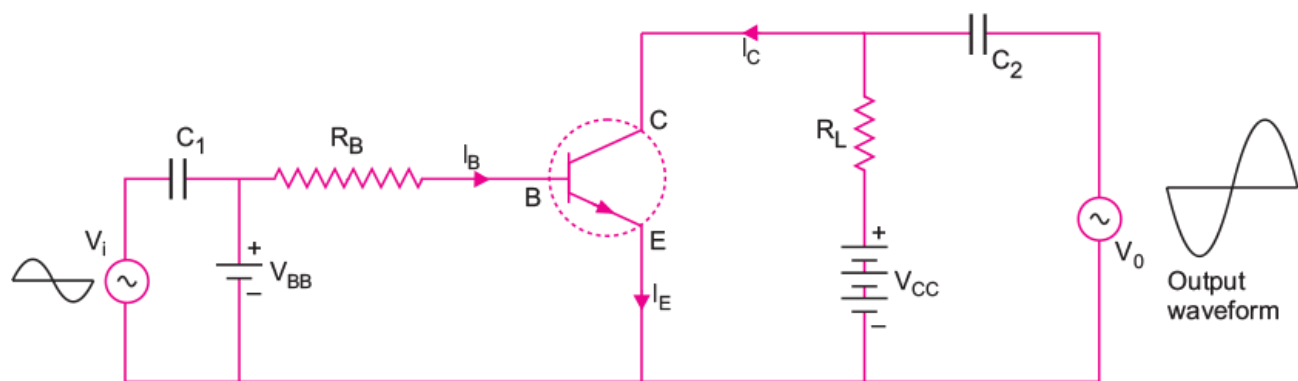 I_C
C_2
C_1
R_B
I_B
C
R_L
B
E
V_i
+
V_BB
−
I_E
+
V_CC
−
V_0
Output
waveform